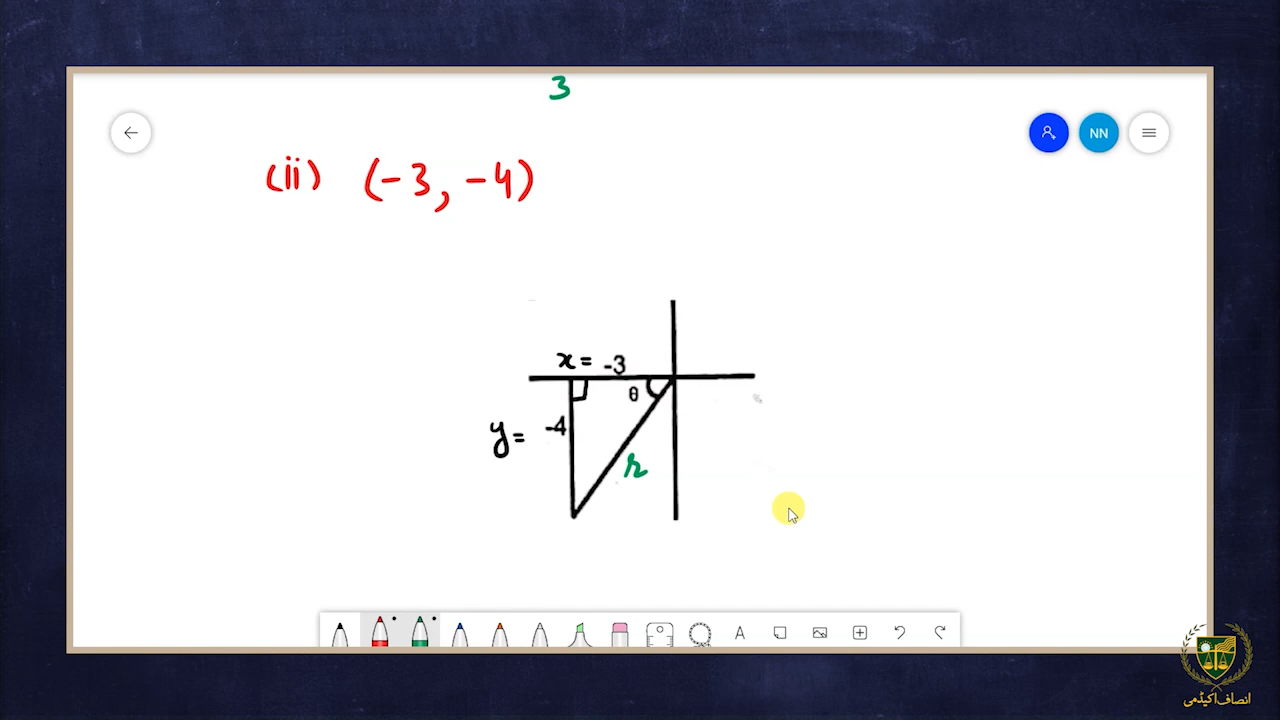 3
NN
(ii) (-3, -4)
x = -3
θ
y = -4
r
A
انصاف اکیڈمی